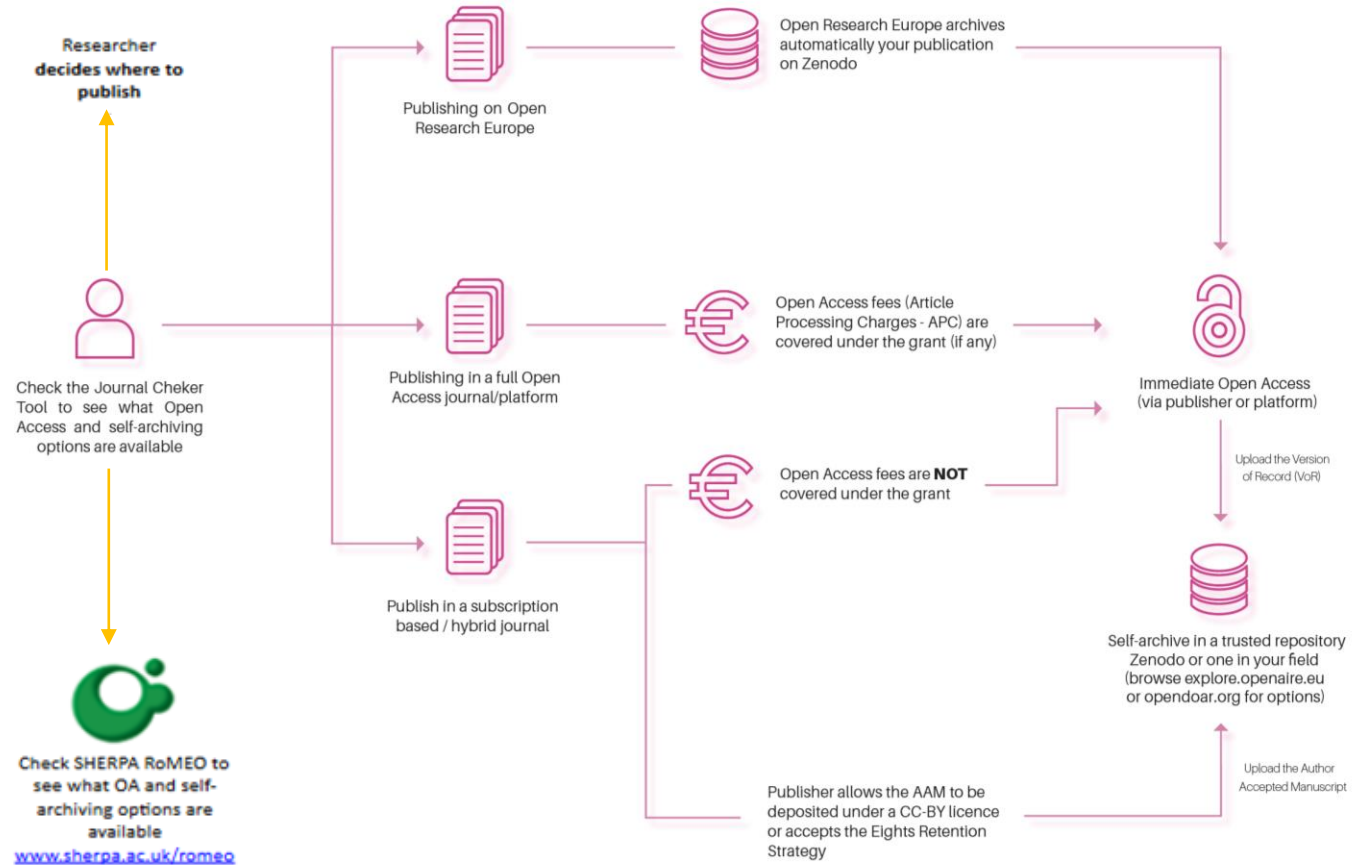 Researcher
decides where to
publish
Check the Journal Cheker
Tool to see what Open
Access and self-archiving
options are available
Check SHERPA RoMEO to
see what OA and self-
archiving options are
available
www.sherpa.ac.uk/romeo
Publishing on Open
Research Europe
Open Research Europe archives
automatically your publication
on Zenodo
Publishing in a full Open
Access journal/platform
Open Access fees (Article
Processing Charges - APC) are
covered under the grant (if any)
Publish in a subscription
based / hybrid journal
Open Access fees are NOT
covered under the grant
Publisher allows the AAM to be
deposited under a CC-BY licence
or accepts the Eights Retention
Strategy
Immediate Open Access
(via publisher or platform)
Upload the Version
of Record (VoR)
Self-archive in a trusted repository
Zenodo or one in your field
(browse explore.openaire.eu
or opendoar.org for options)
Upload the Author
Accepted Manuscript